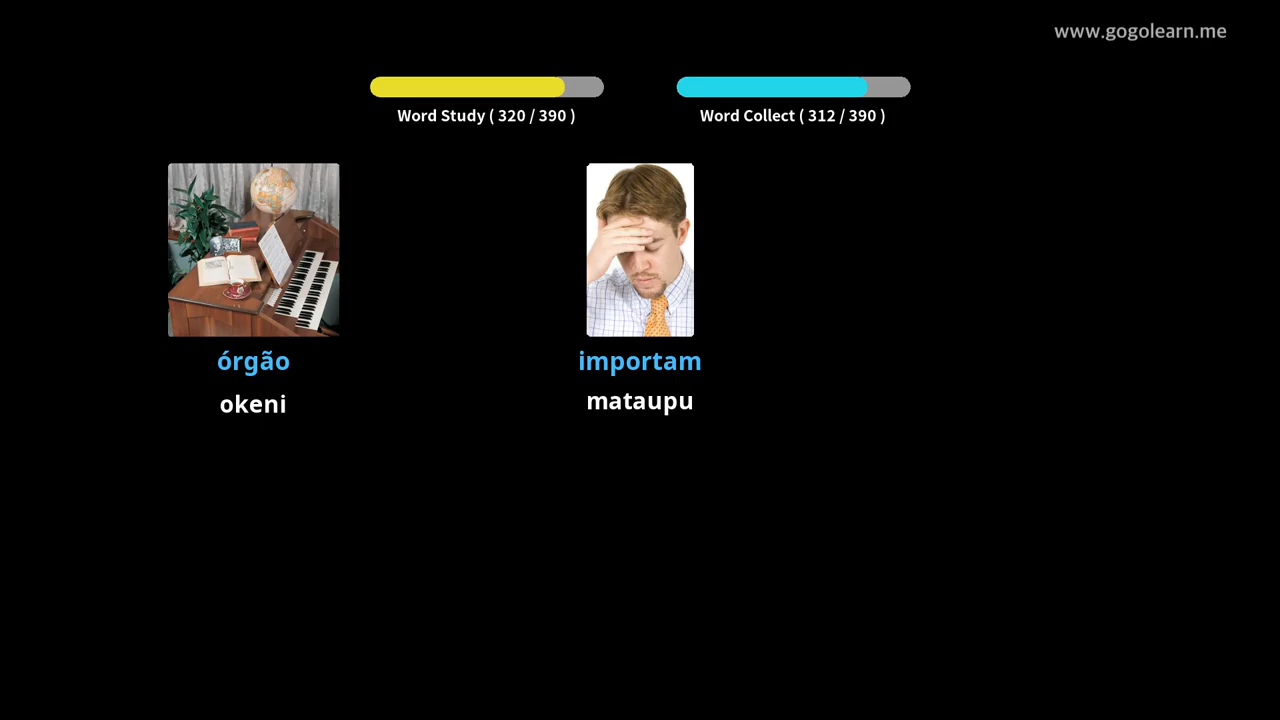 www.gogolearn.me
Word Study ( 320 / 390 )
Word Collect ( 312 / 390 )
órgão
importam
okeni
mataupu